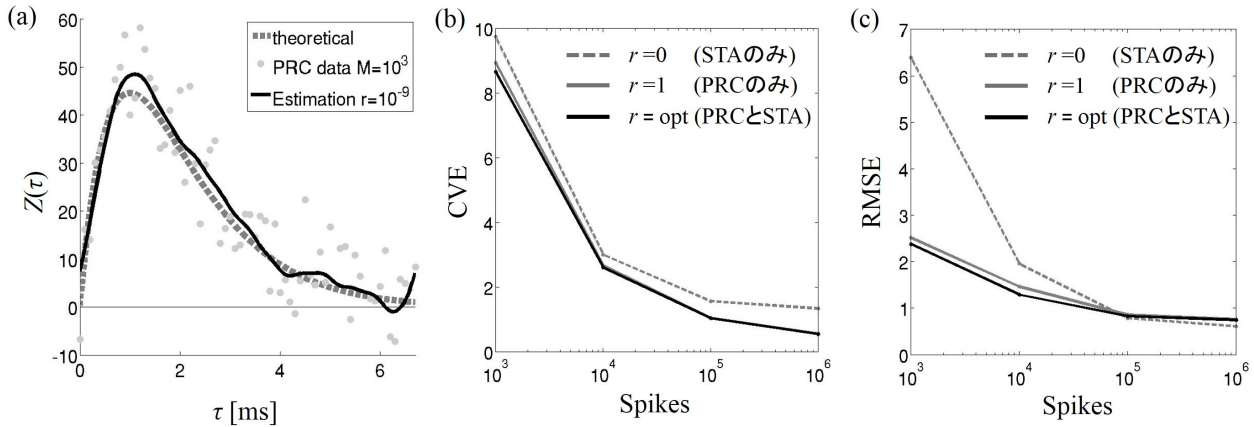 (a)
60
50
40
30
20
10
0
-10
Z(τ)
theoretical
PRC data M=10³
Estimation r=10⁻⁹
0 2 4 6
τ [ms]
(b)
10
8
6
4
2
0
CVE
r =0 (STAのみ)
r =1 (PRCのみ)
r = opt (PRCとSTA)
10³ 10⁴ 10⁵ 10⁶
Spikes
(c)
7
6
5
4
3
2
1
0
RMSE
r =0 (STAのみ)
r =1 (PRCのみ)
r = opt (PRCとSTA)
10³ 10⁴ 10⁵ 10⁶
Spikes